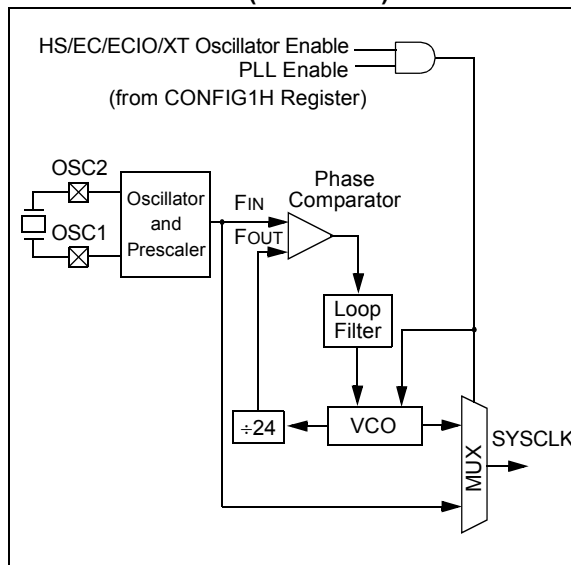 HS/EC/ECIO/XT Oscillator Enable
PLL Enable
(from CONFIG1H Register)
OSC2
OSC1
Oscillator
and
Prescaler
FIN
FOUT
Phase
Comparator
Loop
Filter
÷24
VCO
MUX
SYSCLK